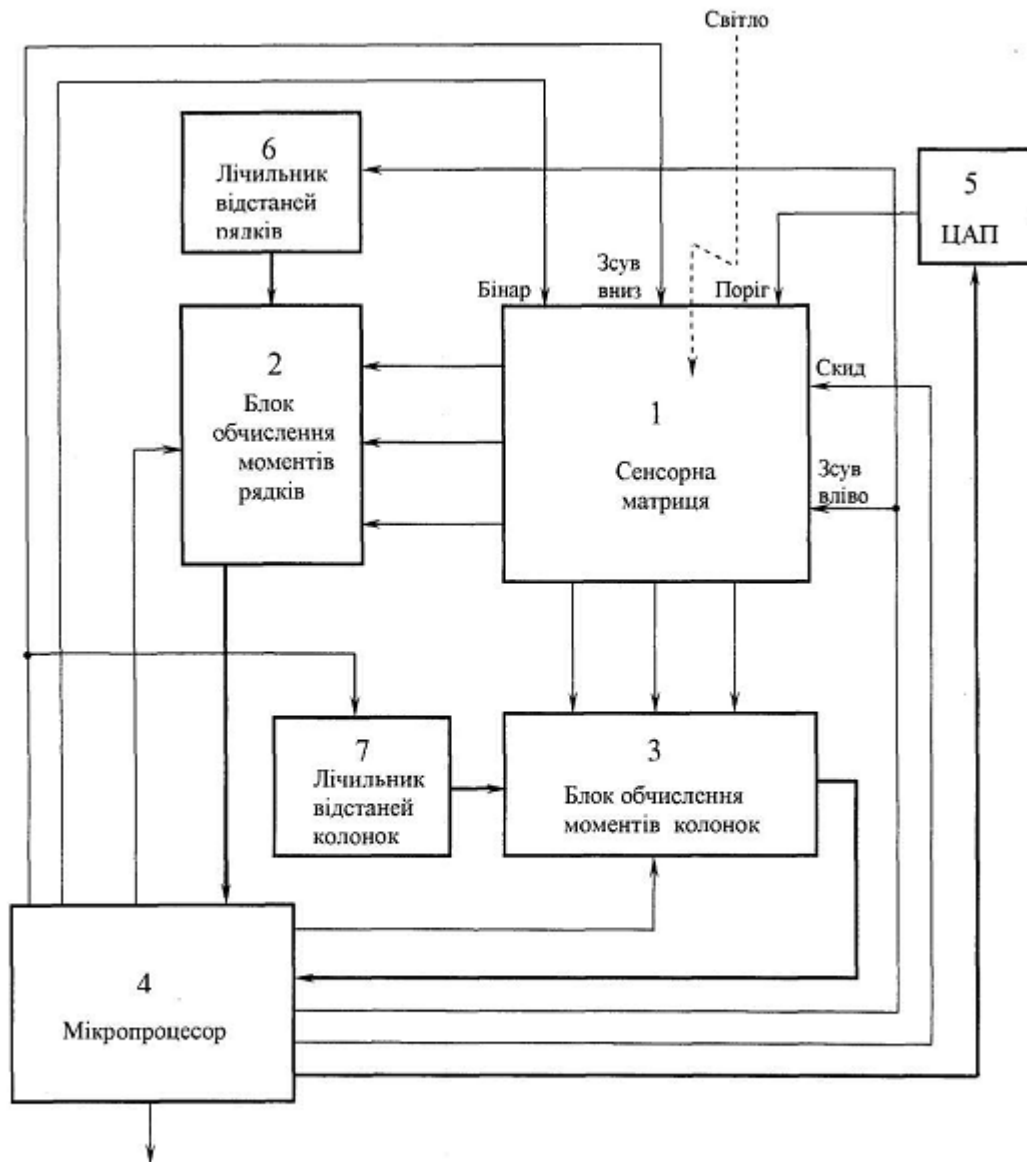 Світло
6
Лічильник
відстаней
рядків
5
ЦАП
Бінар
Зсув
вниз
Поріг
2
Блок
обчислення
моментів
рядків
1
Сенсорна
матриця
Скид
Зсув
вліво
7
Лічильник
відстаней
колонок
3
Блок обчислення
моментів колонок
4
Мікропроцесор